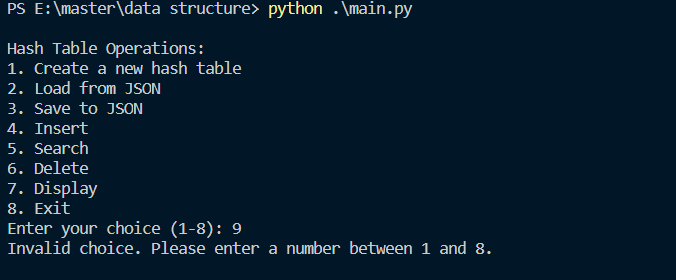 PS E:\master\data structure> python .\main.py
Hash Table Operations:
1. Create a new hash table
2. Load from JSON
3. Save to JSON
4. Insert
5. Search
6. Delete
7. Display
8. Exit
Enter your choice (1-8): 9
Invalid choice. Please enter a number between 1 and 8.